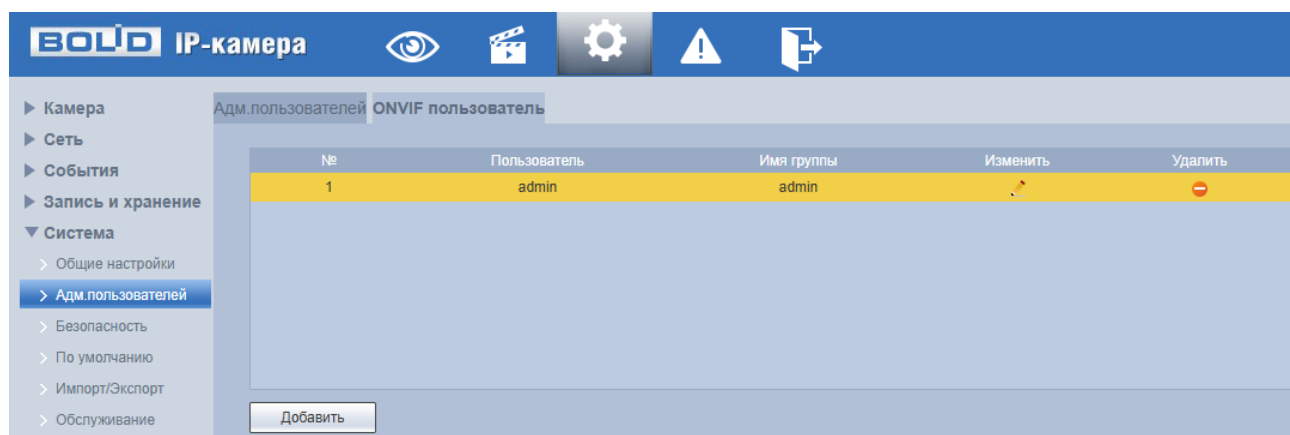 BOLID IP-камера
Камера
Адм.пользователей ONVIF пользователь
Сеть
№ Пользователь Имя группы Изменить Удалить
События
1 admin admin
Запись и хранение
Система
Общие настройки
Адм.пользователей
Безопасность
По умолчанию
Импорт/Экспорт
Обслуживание
Добавить